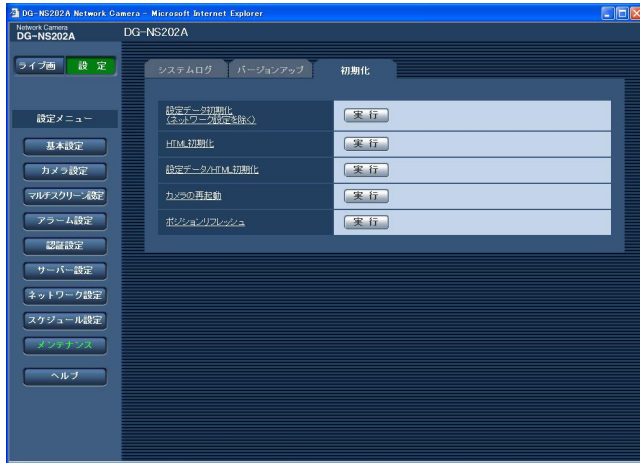 DG-NS202A Network Camera - Microsoft Internet Explorer
Network Camera
DG-NS202A
DG-NS202A
ライブ画
設 定
システムログ
バージョンアップ
初期化
設定メニュー
基本設定
カメラ設定
マルチスクリーン設定
アラーム設定
認証設定
サーバー設定
ネットワーク設定
スケジュール設定
メンテナンス
ヘルプ
設定データ初期化
(ネットワーク設定を除く)
実 行
HTML初期化
実 行
設定データ/HTML初期化
実 行
カメラの再起動
実 行
ポジションリフレッシュ
実 行